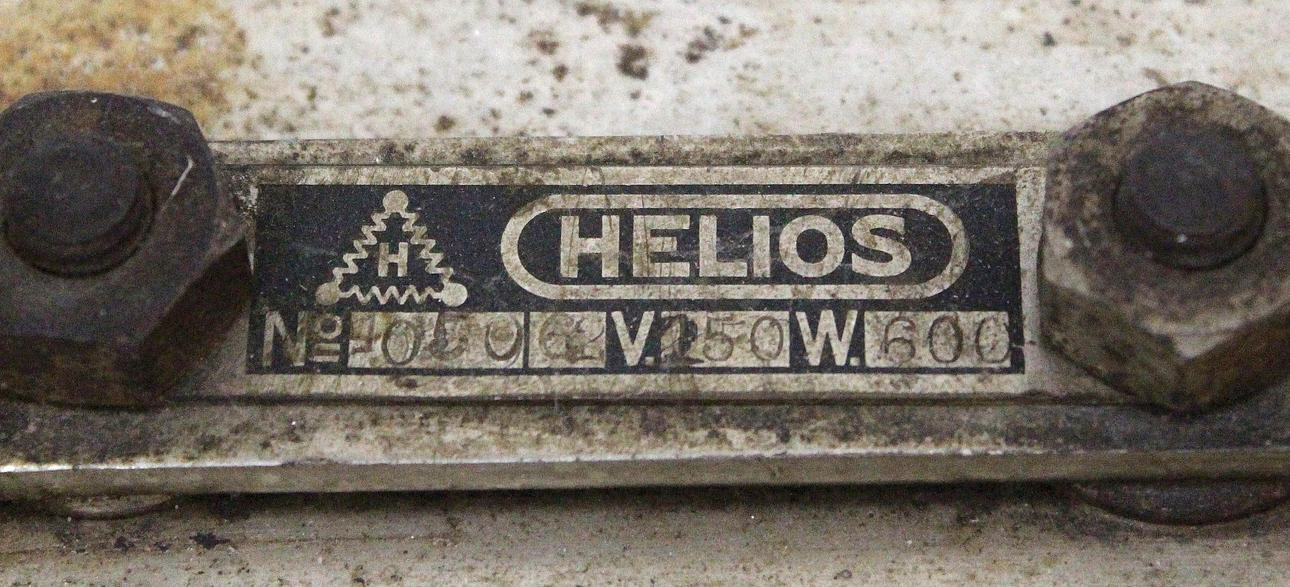 H
HELIOS
Nº V. 250 W. 600